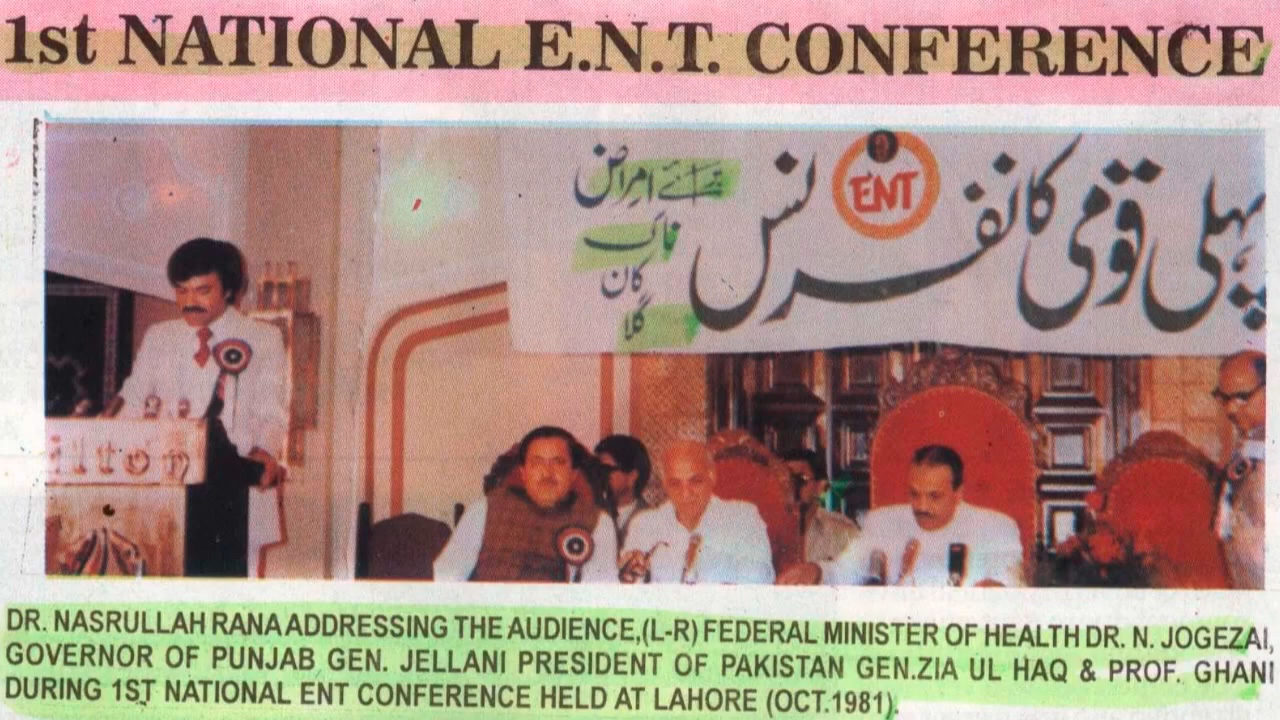 1st NATIONAL E.N.T. CONFERENCE
پہلی قومی کانفرنس
ENT
امراض
ناک
کان
گلا
ilton
DR. NASRULLAH RANA ADDRESSING THE AUDIENCE,(L-R) FEDERAL MINISTER OF HEALTH DR. N. JOGEZAI,
GOVERNOR OF PUNJAB GEN. JELLANI PRESIDENT OF PAKISTAN GEN.ZIA UL HAQ & PROF. GHANI
DURING 1ST NATIONAL ENT CONFERENCE HELD AT LAHORE (OCT.1981).